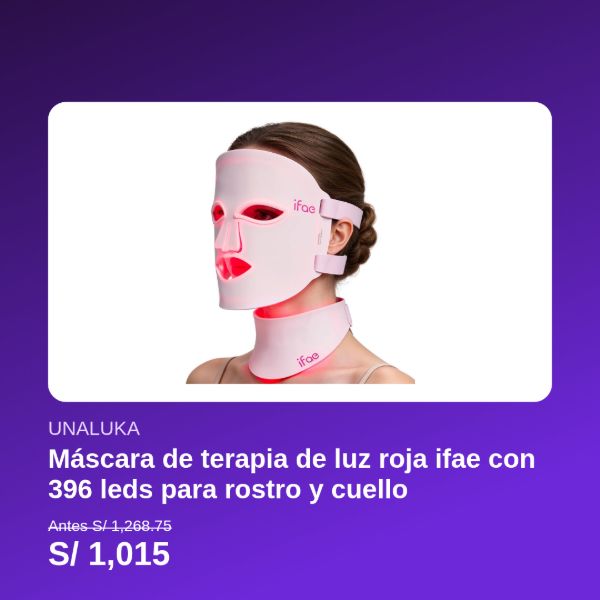 ifae
ifae
UNALUKA
Máscara de terapia de luz roja ifae con
396 leds para rostro y cuello
Antes S/ 1,268.75
S/ 1,015